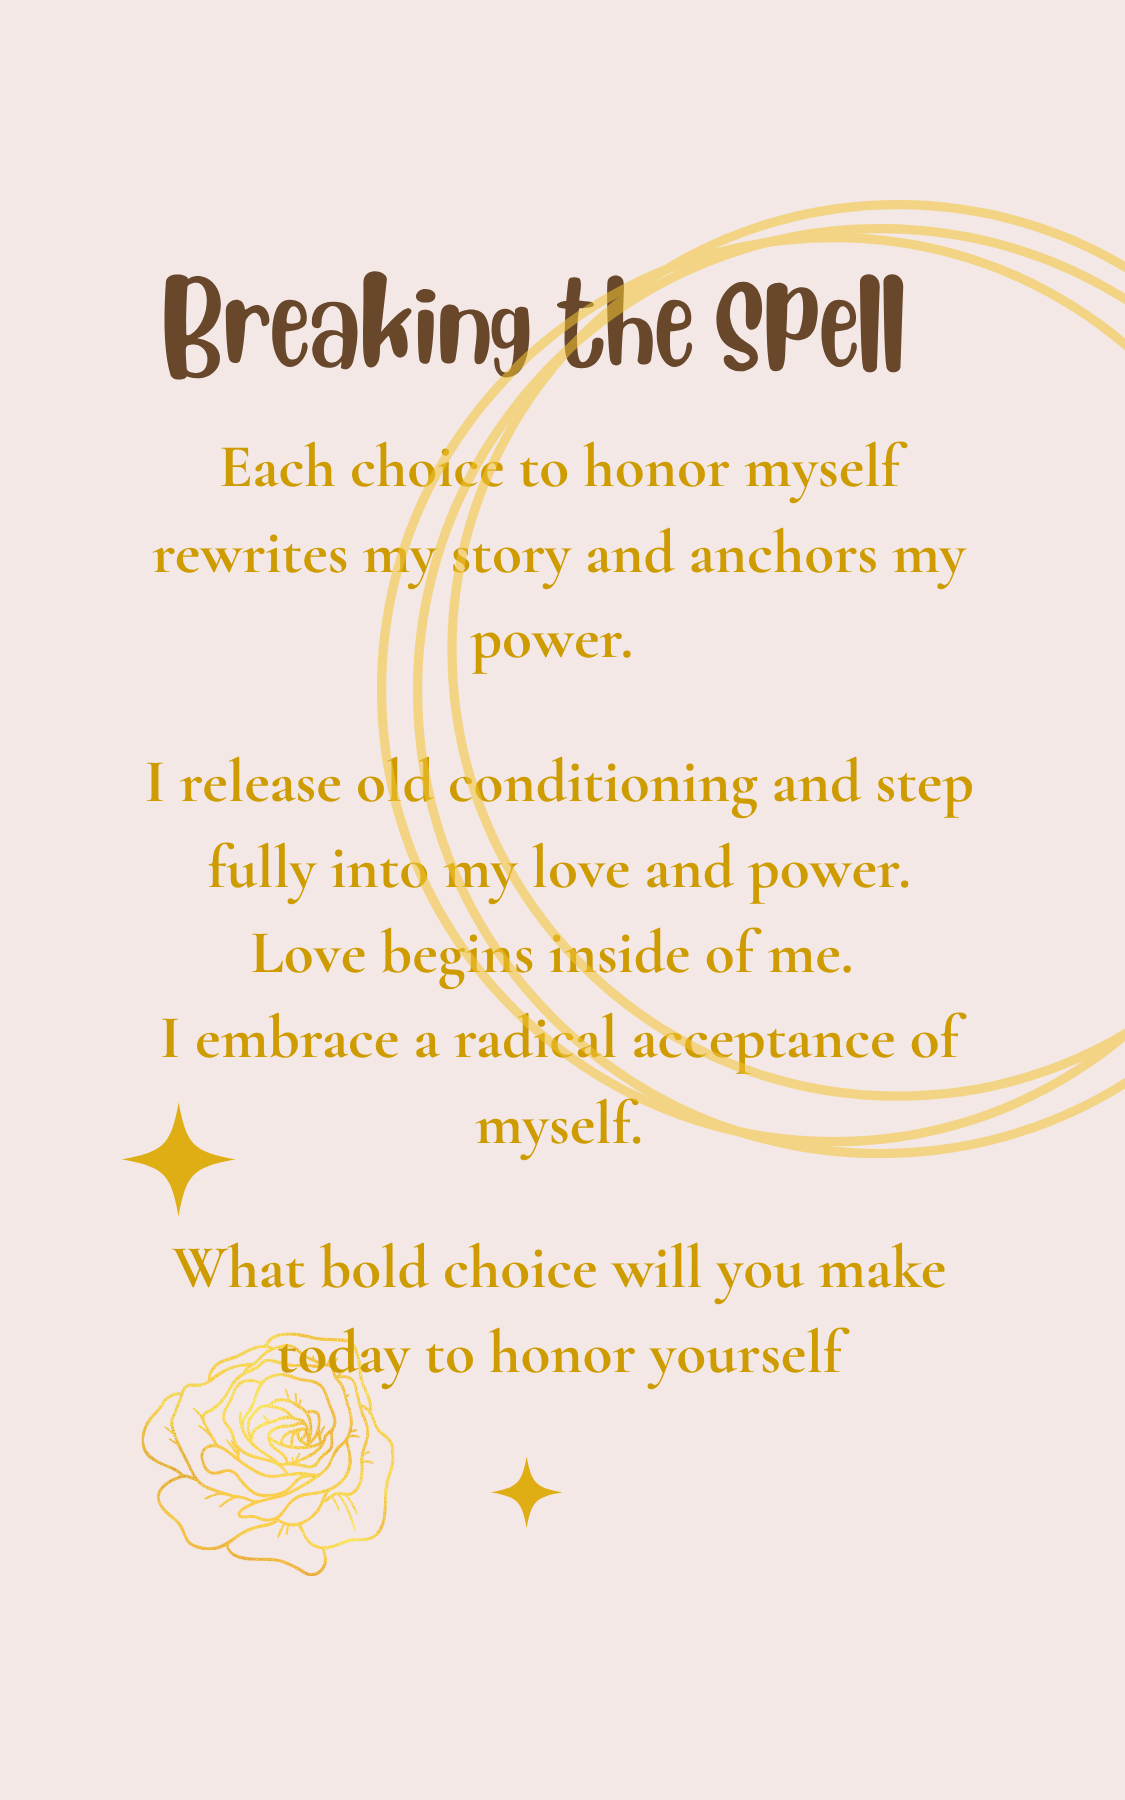 Breaking the Spell
Each choice to honor myself
rewrites my story and anchors my
power.
I release old conditioning and step
fully into my love and power.
Love begins inside of me.
I embrace a radical acceptance of
myself.
What bold choice will you make
today to honor yourself